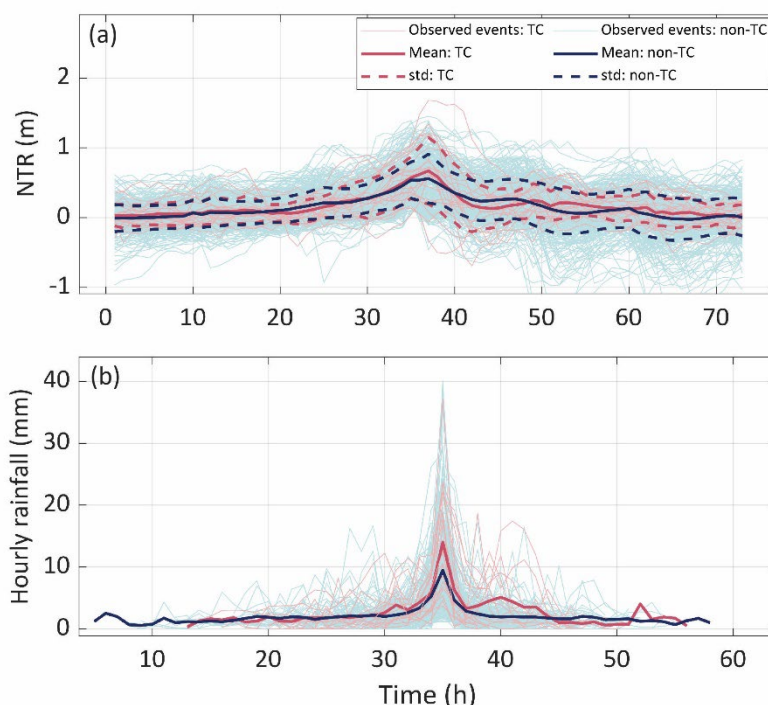 (a)
Observed events: TC
Observed events: non-TC
Mean: TC
Mean: non-TC
std: TC
std: non-TC
NTR (m)
2
1
0
-1
0 10 20 30 40 50 60 70
(b)
Hourly rainfall (mm)
40
30
20
10
0
10 20 30 40 50 60
Time (h)